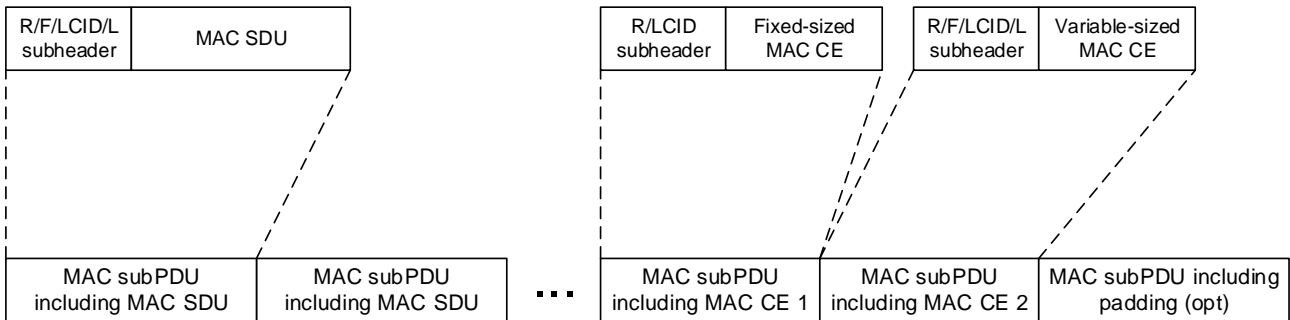 R/F/LCID/L
subheader
MAC SDU
R/LCID
subheader
Fixed-sized
MAC CE
R/F/LCID/L
subheader
Variable-sized
MAC CE
MAC subPDU
including MAC SDU
MAC subPDU
including MAC SDU
...
MAC subPDU
including MAC CE 1
MAC subPDU
including MAC CE 2
MAC subPDU including
padding (opt)